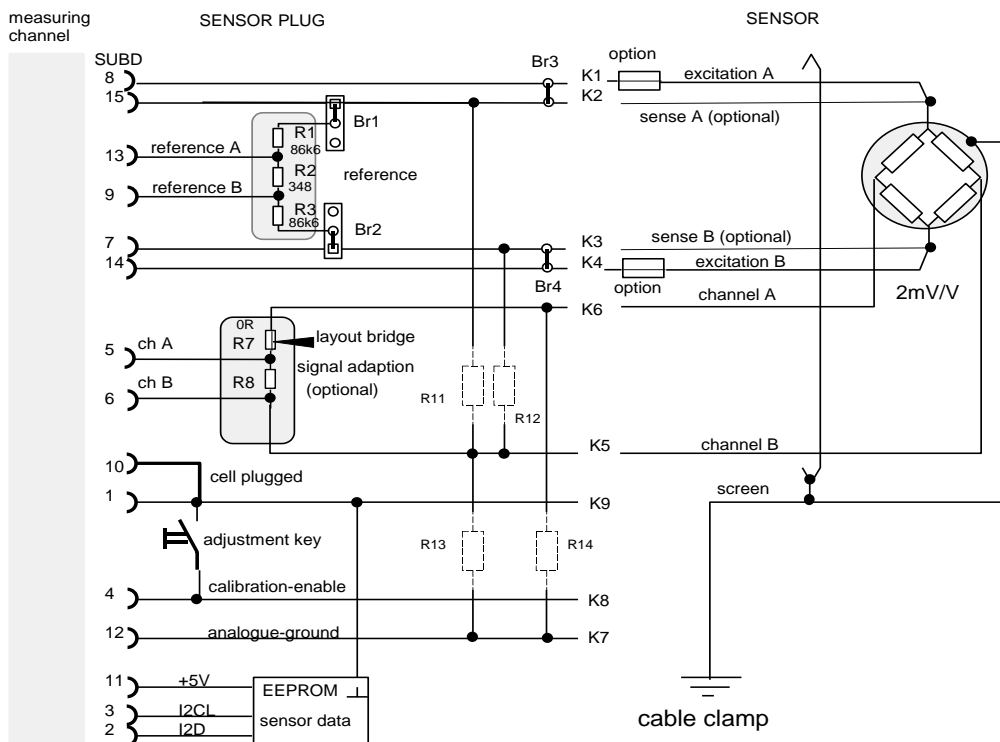 measuring
channel
SENSOR PLUG
SENSOR
SUBD
8
15
13
9
7
14
5
6
10
1
4
12
11
3
2
reference A
reference B
R1
86k6
R2
348
R3
86k6
reference
Br1
Br2
Br3
Br4
K1
K2
K3
K4
K6
K5
K9
K8
K7
option
excitation A
sense A (optional)
sense B (optional)
excitation B
option
channel A
2mV/V
0R
R7
layout bridge
ch A
signal adaption
(optional)
R8
ch B
R11
R12
channel B
cell plugged
screen
adjustment key
R13
R14
calibration-enable
analogue-ground
+5V
EEPROM
I2CL
sensor data
I2D
cable clamp